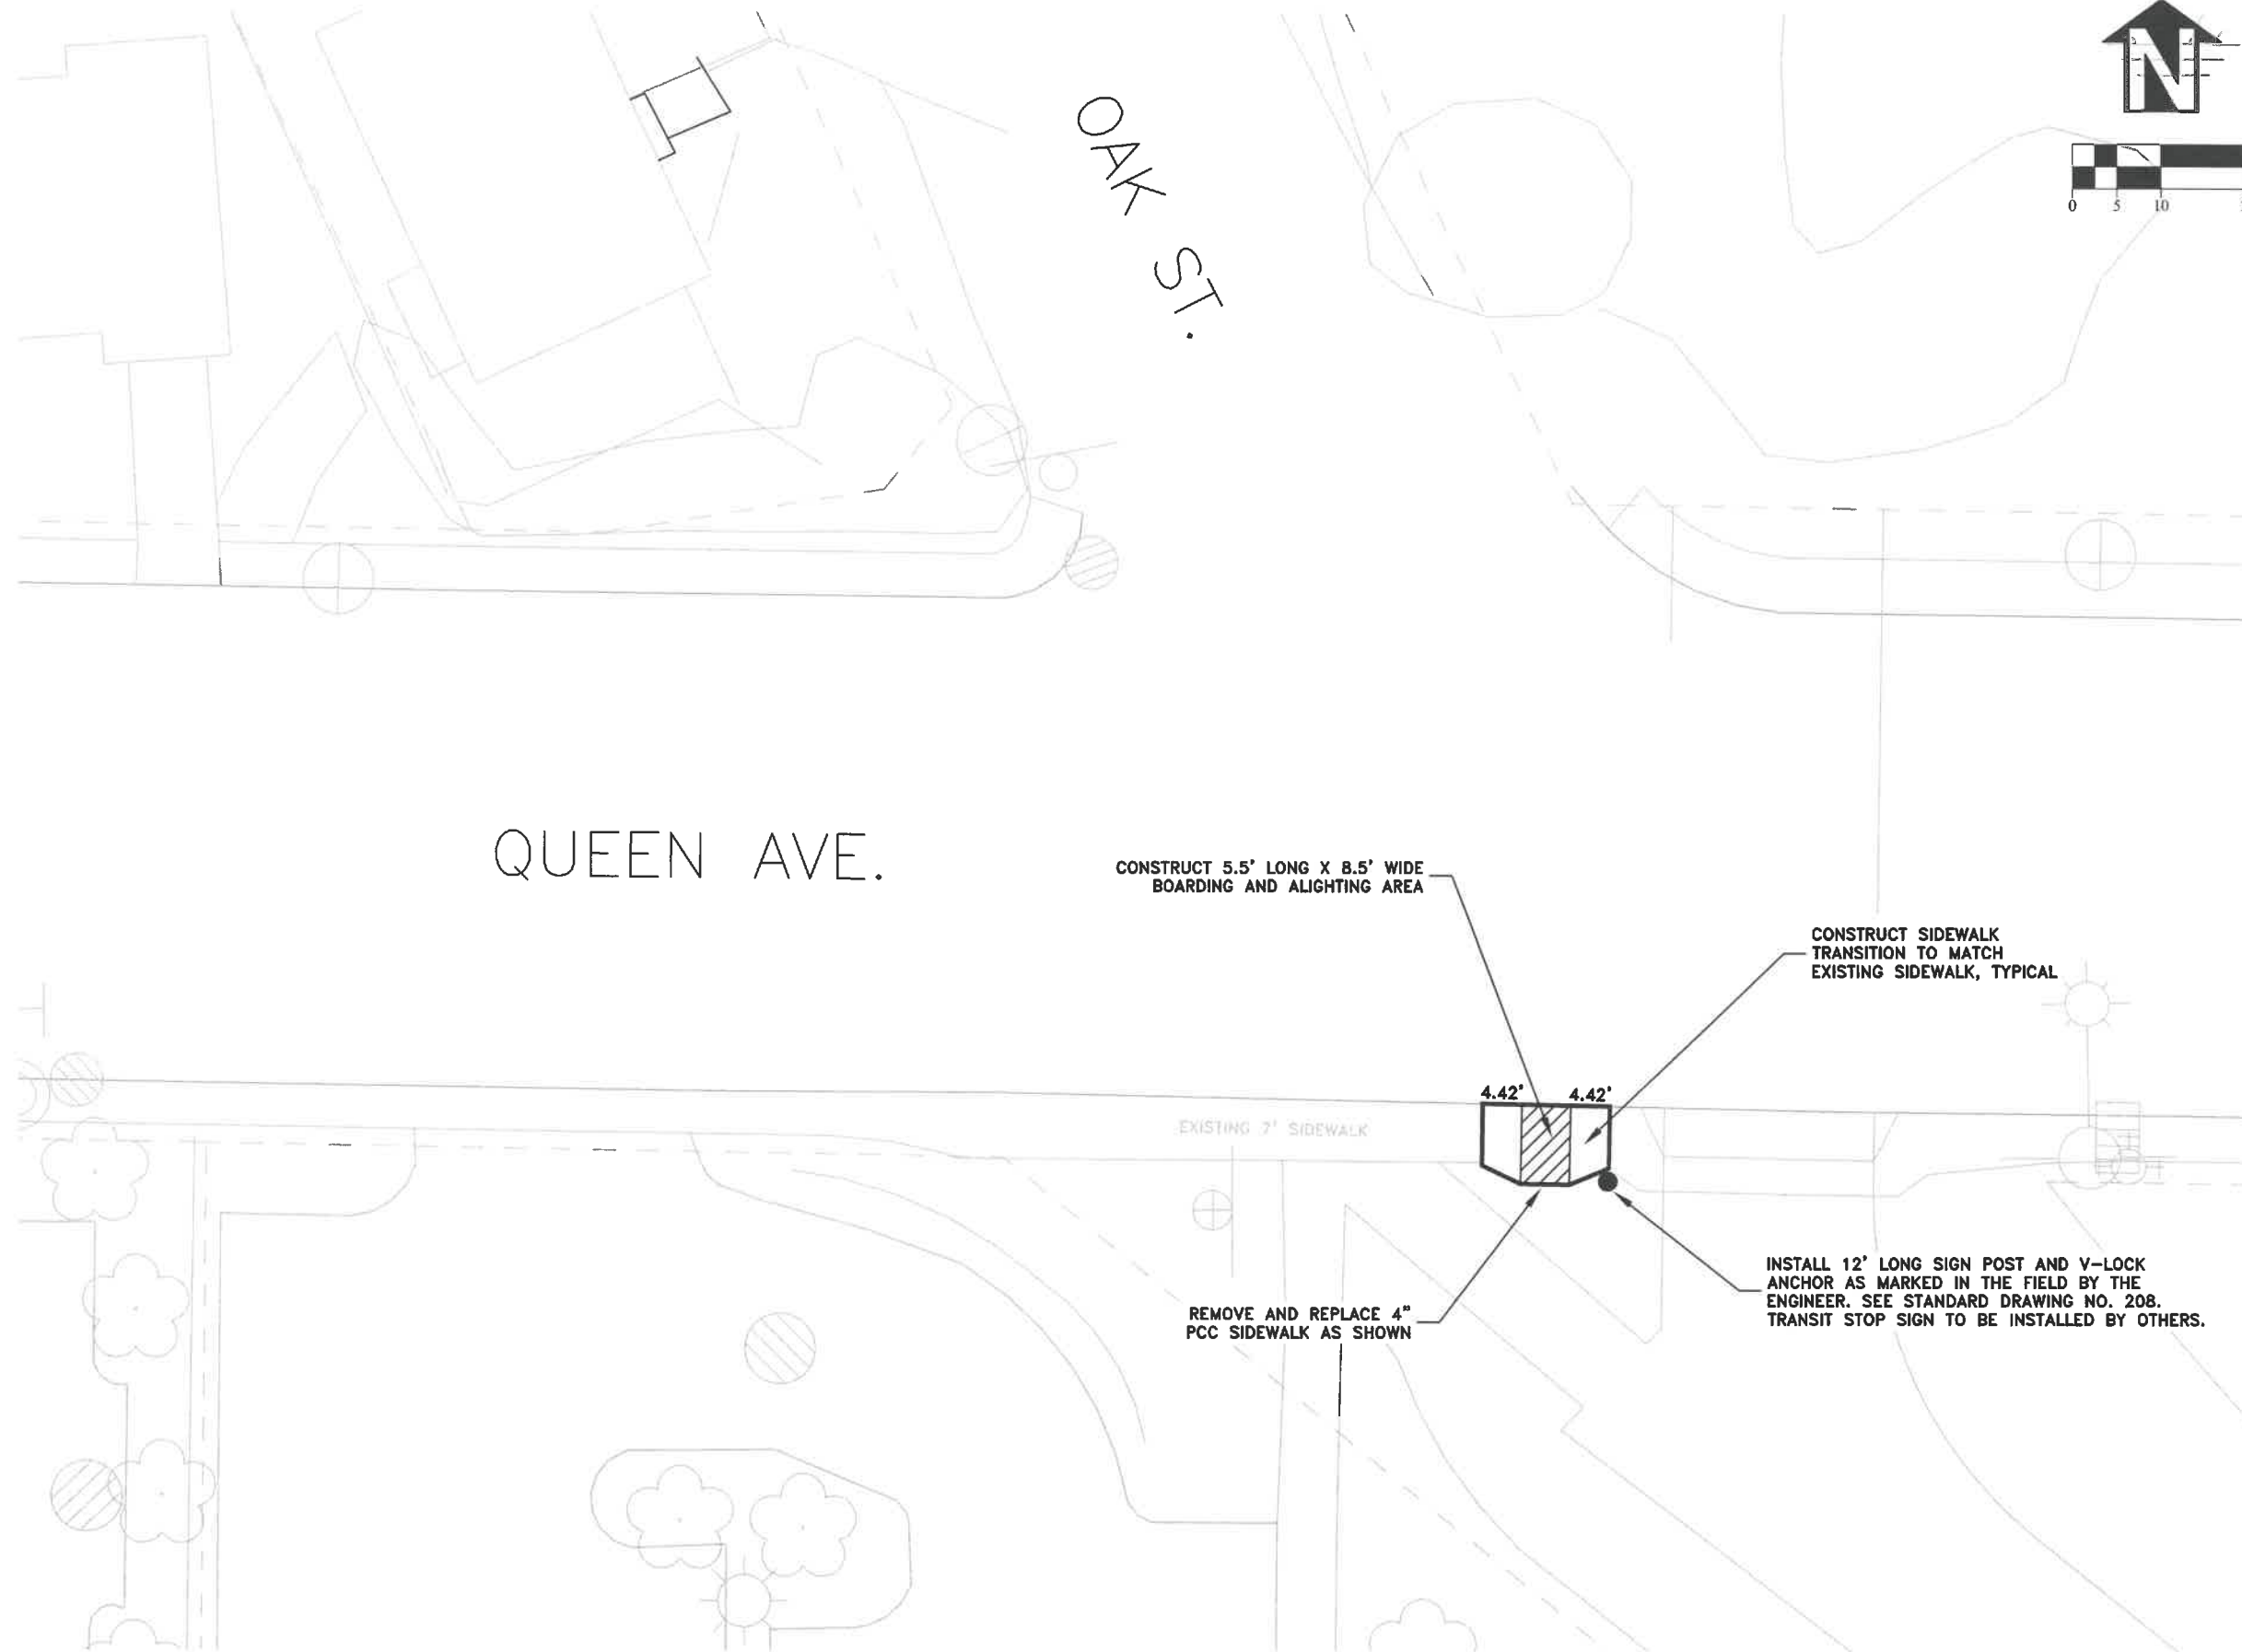 N
0 5 10
OAK ST.
QUEEN AVE.
CONSTRUCT 5.5' LONG X 8.5' WIDE
BOARDING AND ALIGHTING AREA
CONSTRUCT SIDEWALK
TRANSITION TO MATCH
EXISTING SIDEWALK, TYPICAL
4.42' 4.42'
EXISTING 7' SIDEWALK
REMOVE AND REPLACE 4"
PCC SIDEWALK AS SHOWN
INSTALL 12' LONG SIGN POST AND V-LOCK
ANCHOR AS MARKED IN THE FIELD BY THE
ENGINEER. SEE STANDARD DRAWING NO. 208.
TRANSIT STOP SIGN TO BE INSTALLED BY OTHERS.